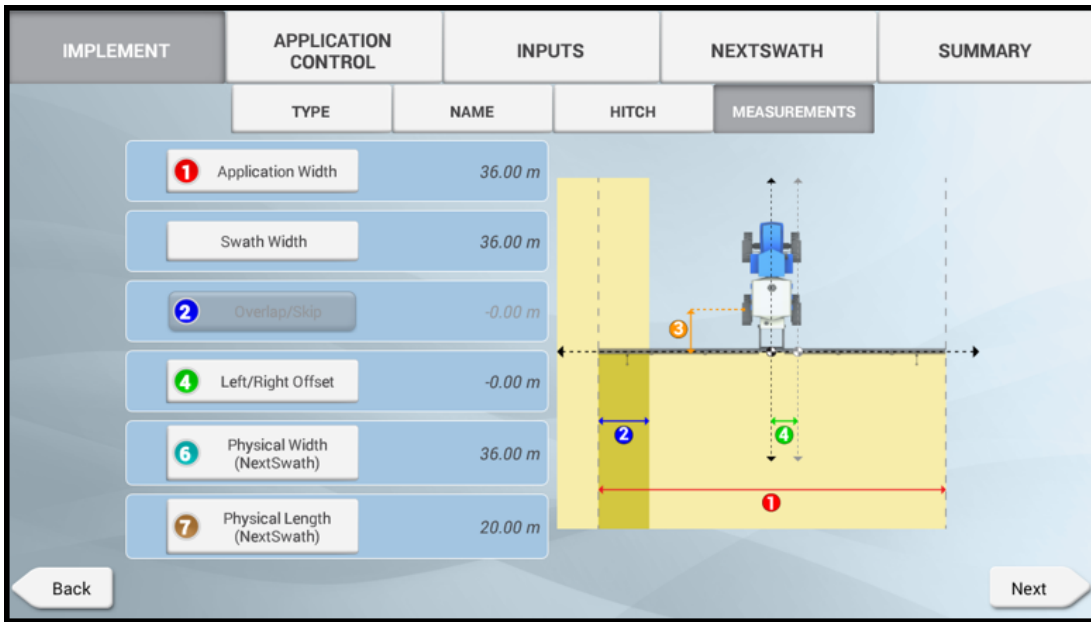 IMPLEMENT
APPLICATION
CONTROL
INPUTS
NEXTSWATH
SUMMARY
TYPE
NAME
HITCH
MEASUREMENTS
1 Application Width 36.00 m
Swath Width 36.00 m
2 Overlap/Skip -0.00 m
4 Left/Right Offset -0.00 m
6 Physical Width
(NextSwath) 36.00 m
7 Physical Length
(NextSwath) 20.00 m
3
2
4
1
Back
Next